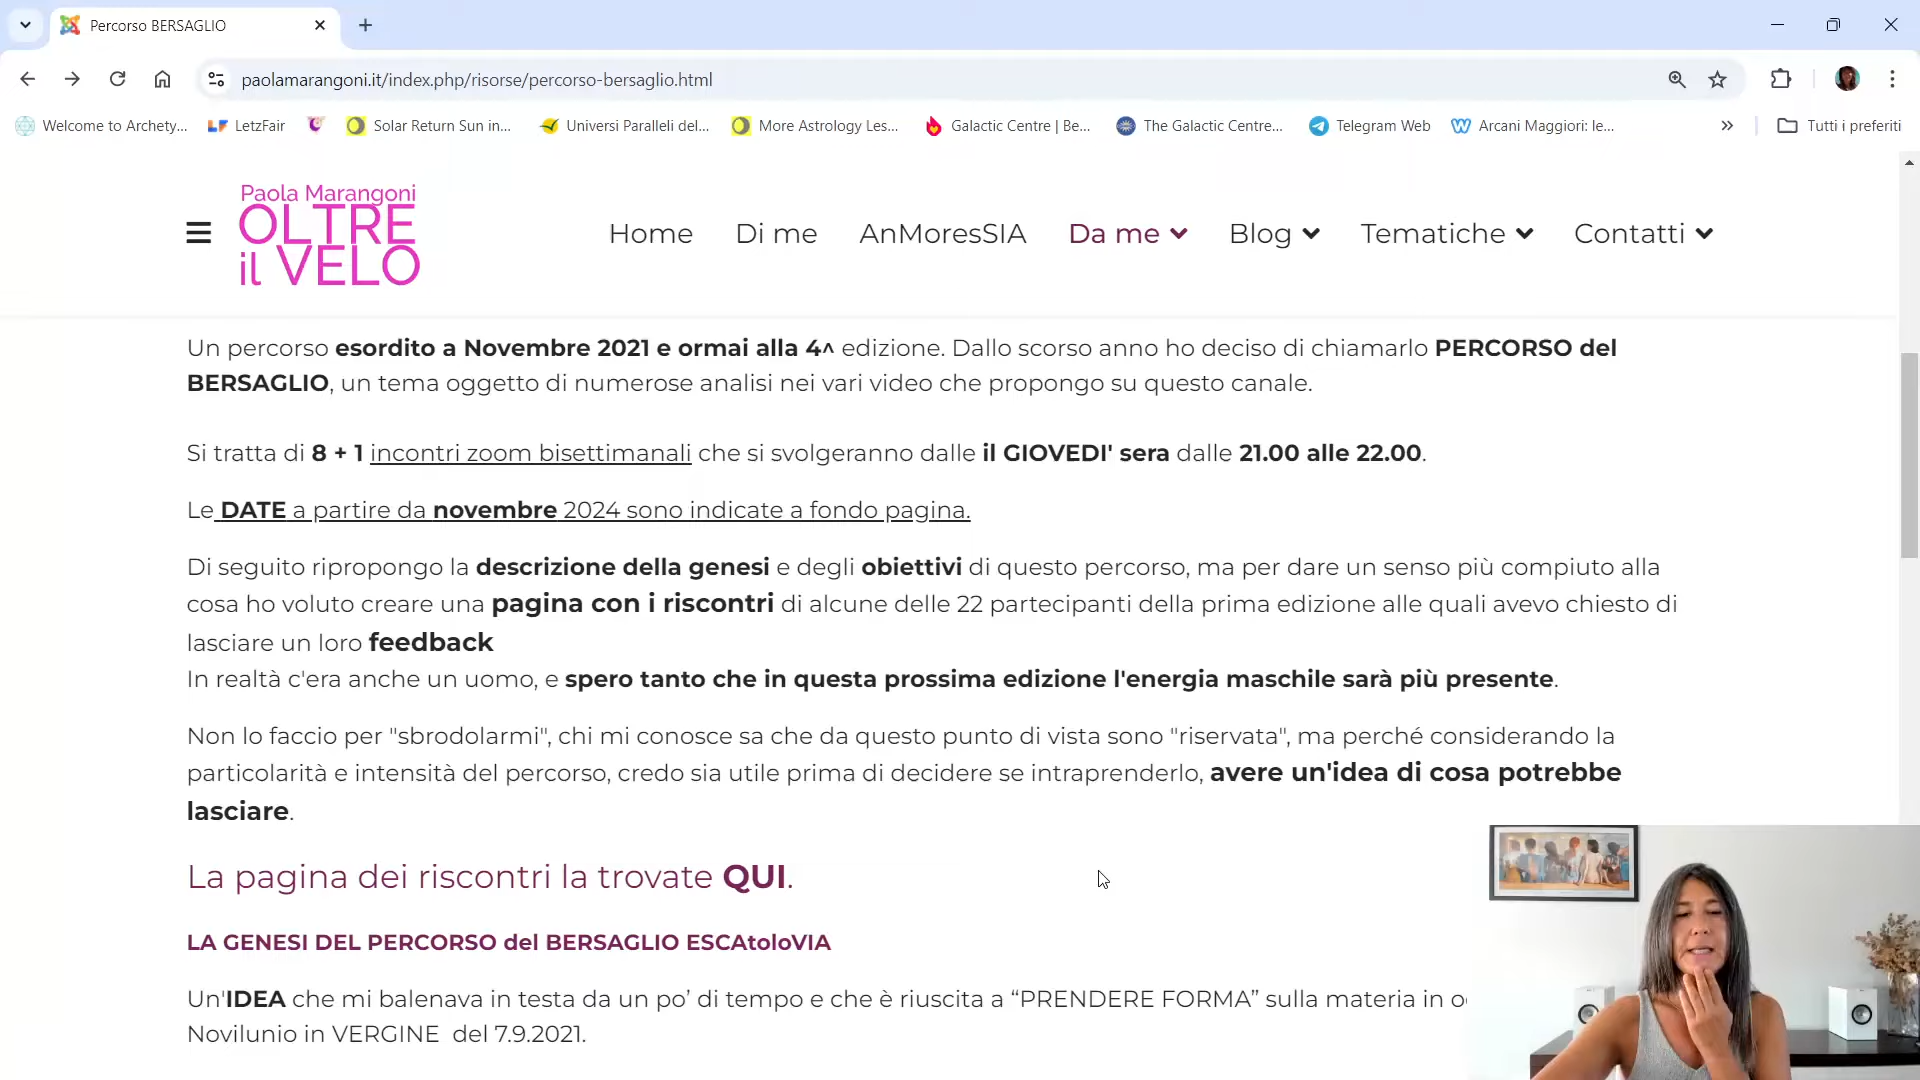 Percorso BERSAGLIO
paolamarangoni.it/index.php/risorse/percorso-bersaglio.html
Welcome to Archety...
LetzFair
Solar Return Sun in...
Universi Paralleli del...
More Astrology Les...
Galactic Centre | Be...
The Galactic Centre...
Telegram Web
Arcani Maggiori: le...
Tutti i preferiti
Paola Marangoni
OLTRE
il VELO
Home
Di me
AnMoresSIA
Da me
Blog
Tematiche
Contatti
Un percorso esordito a Novembre 2021 e ormai alla 4^ edizione. Dallo scorso anno ho deciso di chiamarlo PERCORSO del
BERSAGLIO, un tema oggetto di numerose analisi nei vari video che propongo su questo canale.
Si tratta di 8 + 1 incontri zoom bisettimanali che si svolgeranno dalle il GIOVEDI' sera dalle 21.00 alle 22.00.
Le DATE a partire da novembre 2024 sono indicate a fondo pagina.
Di seguito ripropongo la descrizione della genesi e degli obiettivi di questo percorso, ma per dare un senso più compiuto alla
cosa ho voluto creare una pagina con i riscontri di alcune delle 22 partecipanti della prima edizione alle quali avevo chiesto di
lasciare un loro feedback
In realtà c'era anche un uomo, e spero tanto che in questa prossima edizione l'energia maschile sarà più presente.
Non lo faccio per "sbrodolarmi", chi mi conosce sa che da questo punto di vista sono "riservata", ma perché considerando la
particolarità e intensità del percorso, credo sia utile prima di decidere se intraprenderlo, avere un'idea di cosa potrebbe
lasciare.
La pagina dei riscontri la trovate QUI.
LA GENESI DEL PERCORSO del BERSAGLIO ESCAtoloVIA
Un'IDEA che mi balenava in testa da un po' di tempo e che è riuscita a “PRENDERE FORMA” sulla materia in
Novilunio in VERGINE del 7.9.2021.